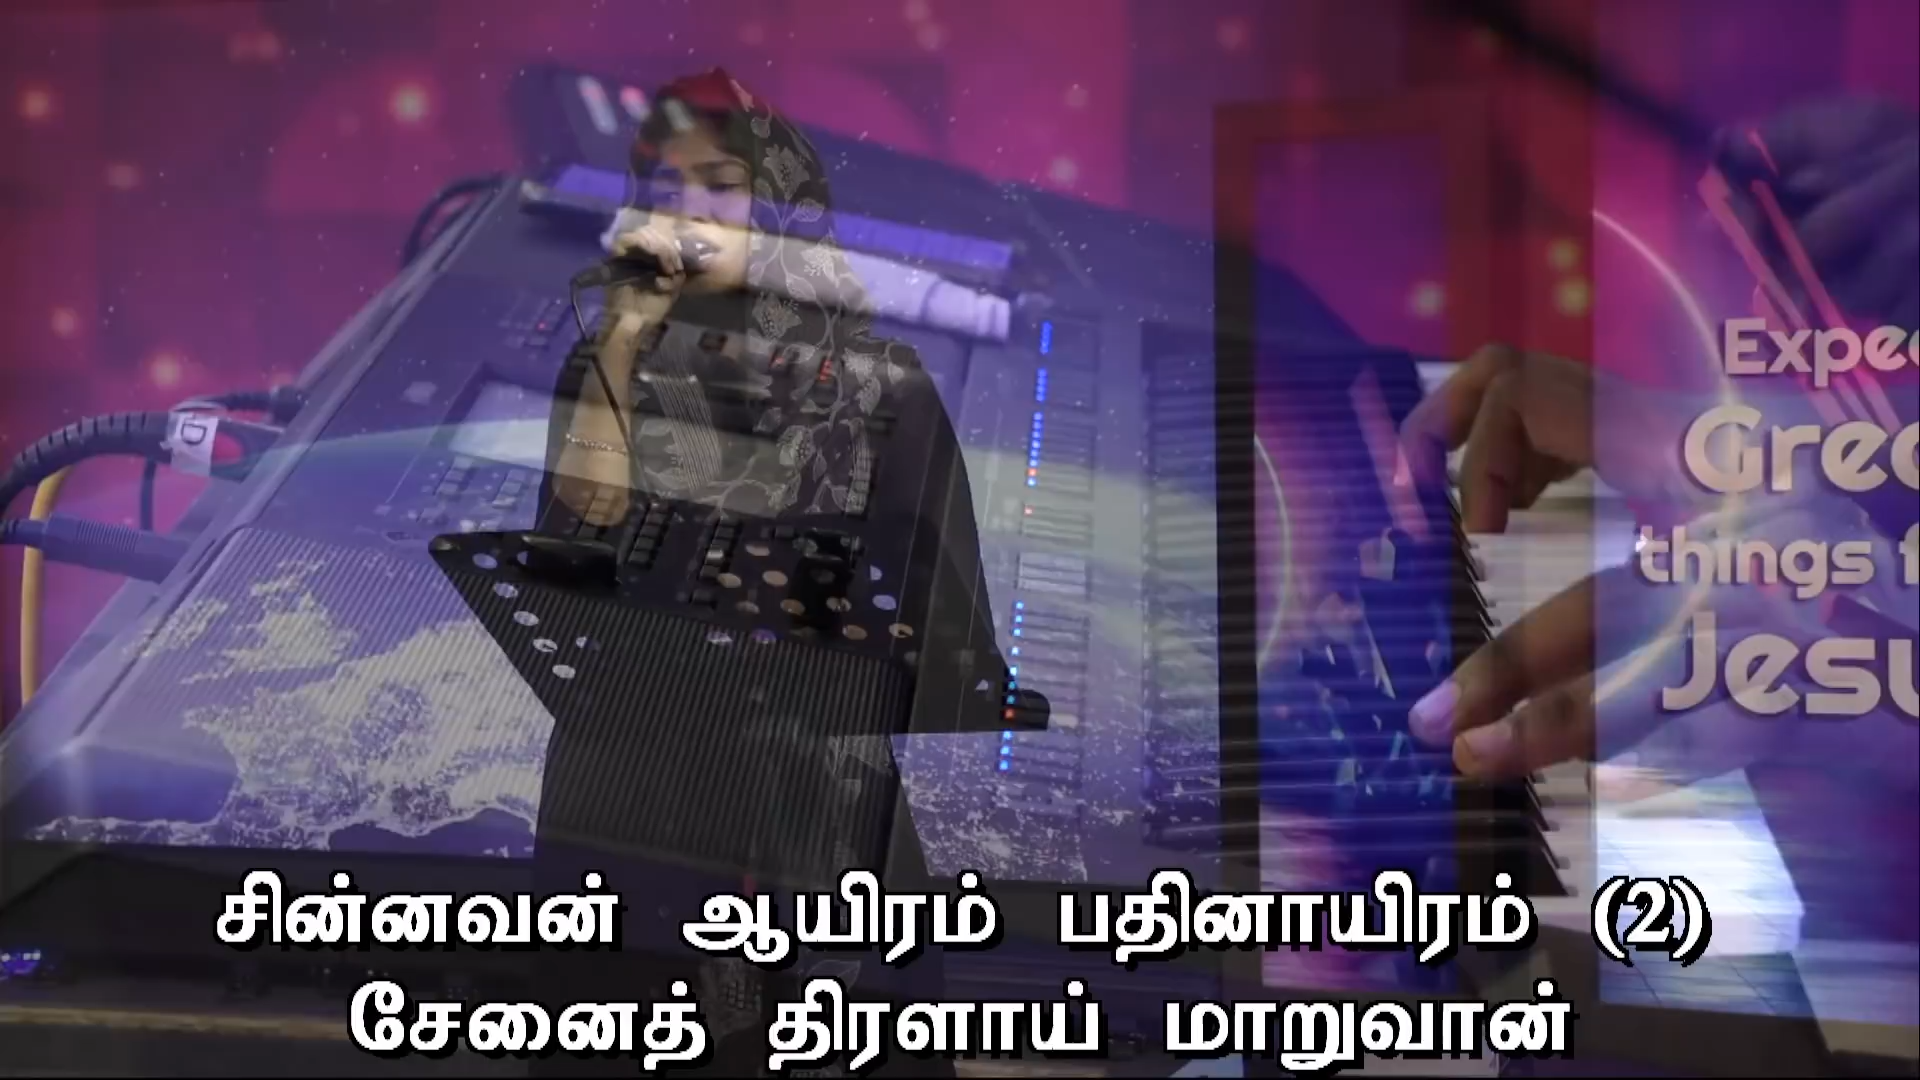 Expec
Grea
things f
Jesu
சின்னவன் ஆயிரம் பதினாயிரம் (2)
சேனைத் திரளாய் மாறுவான்